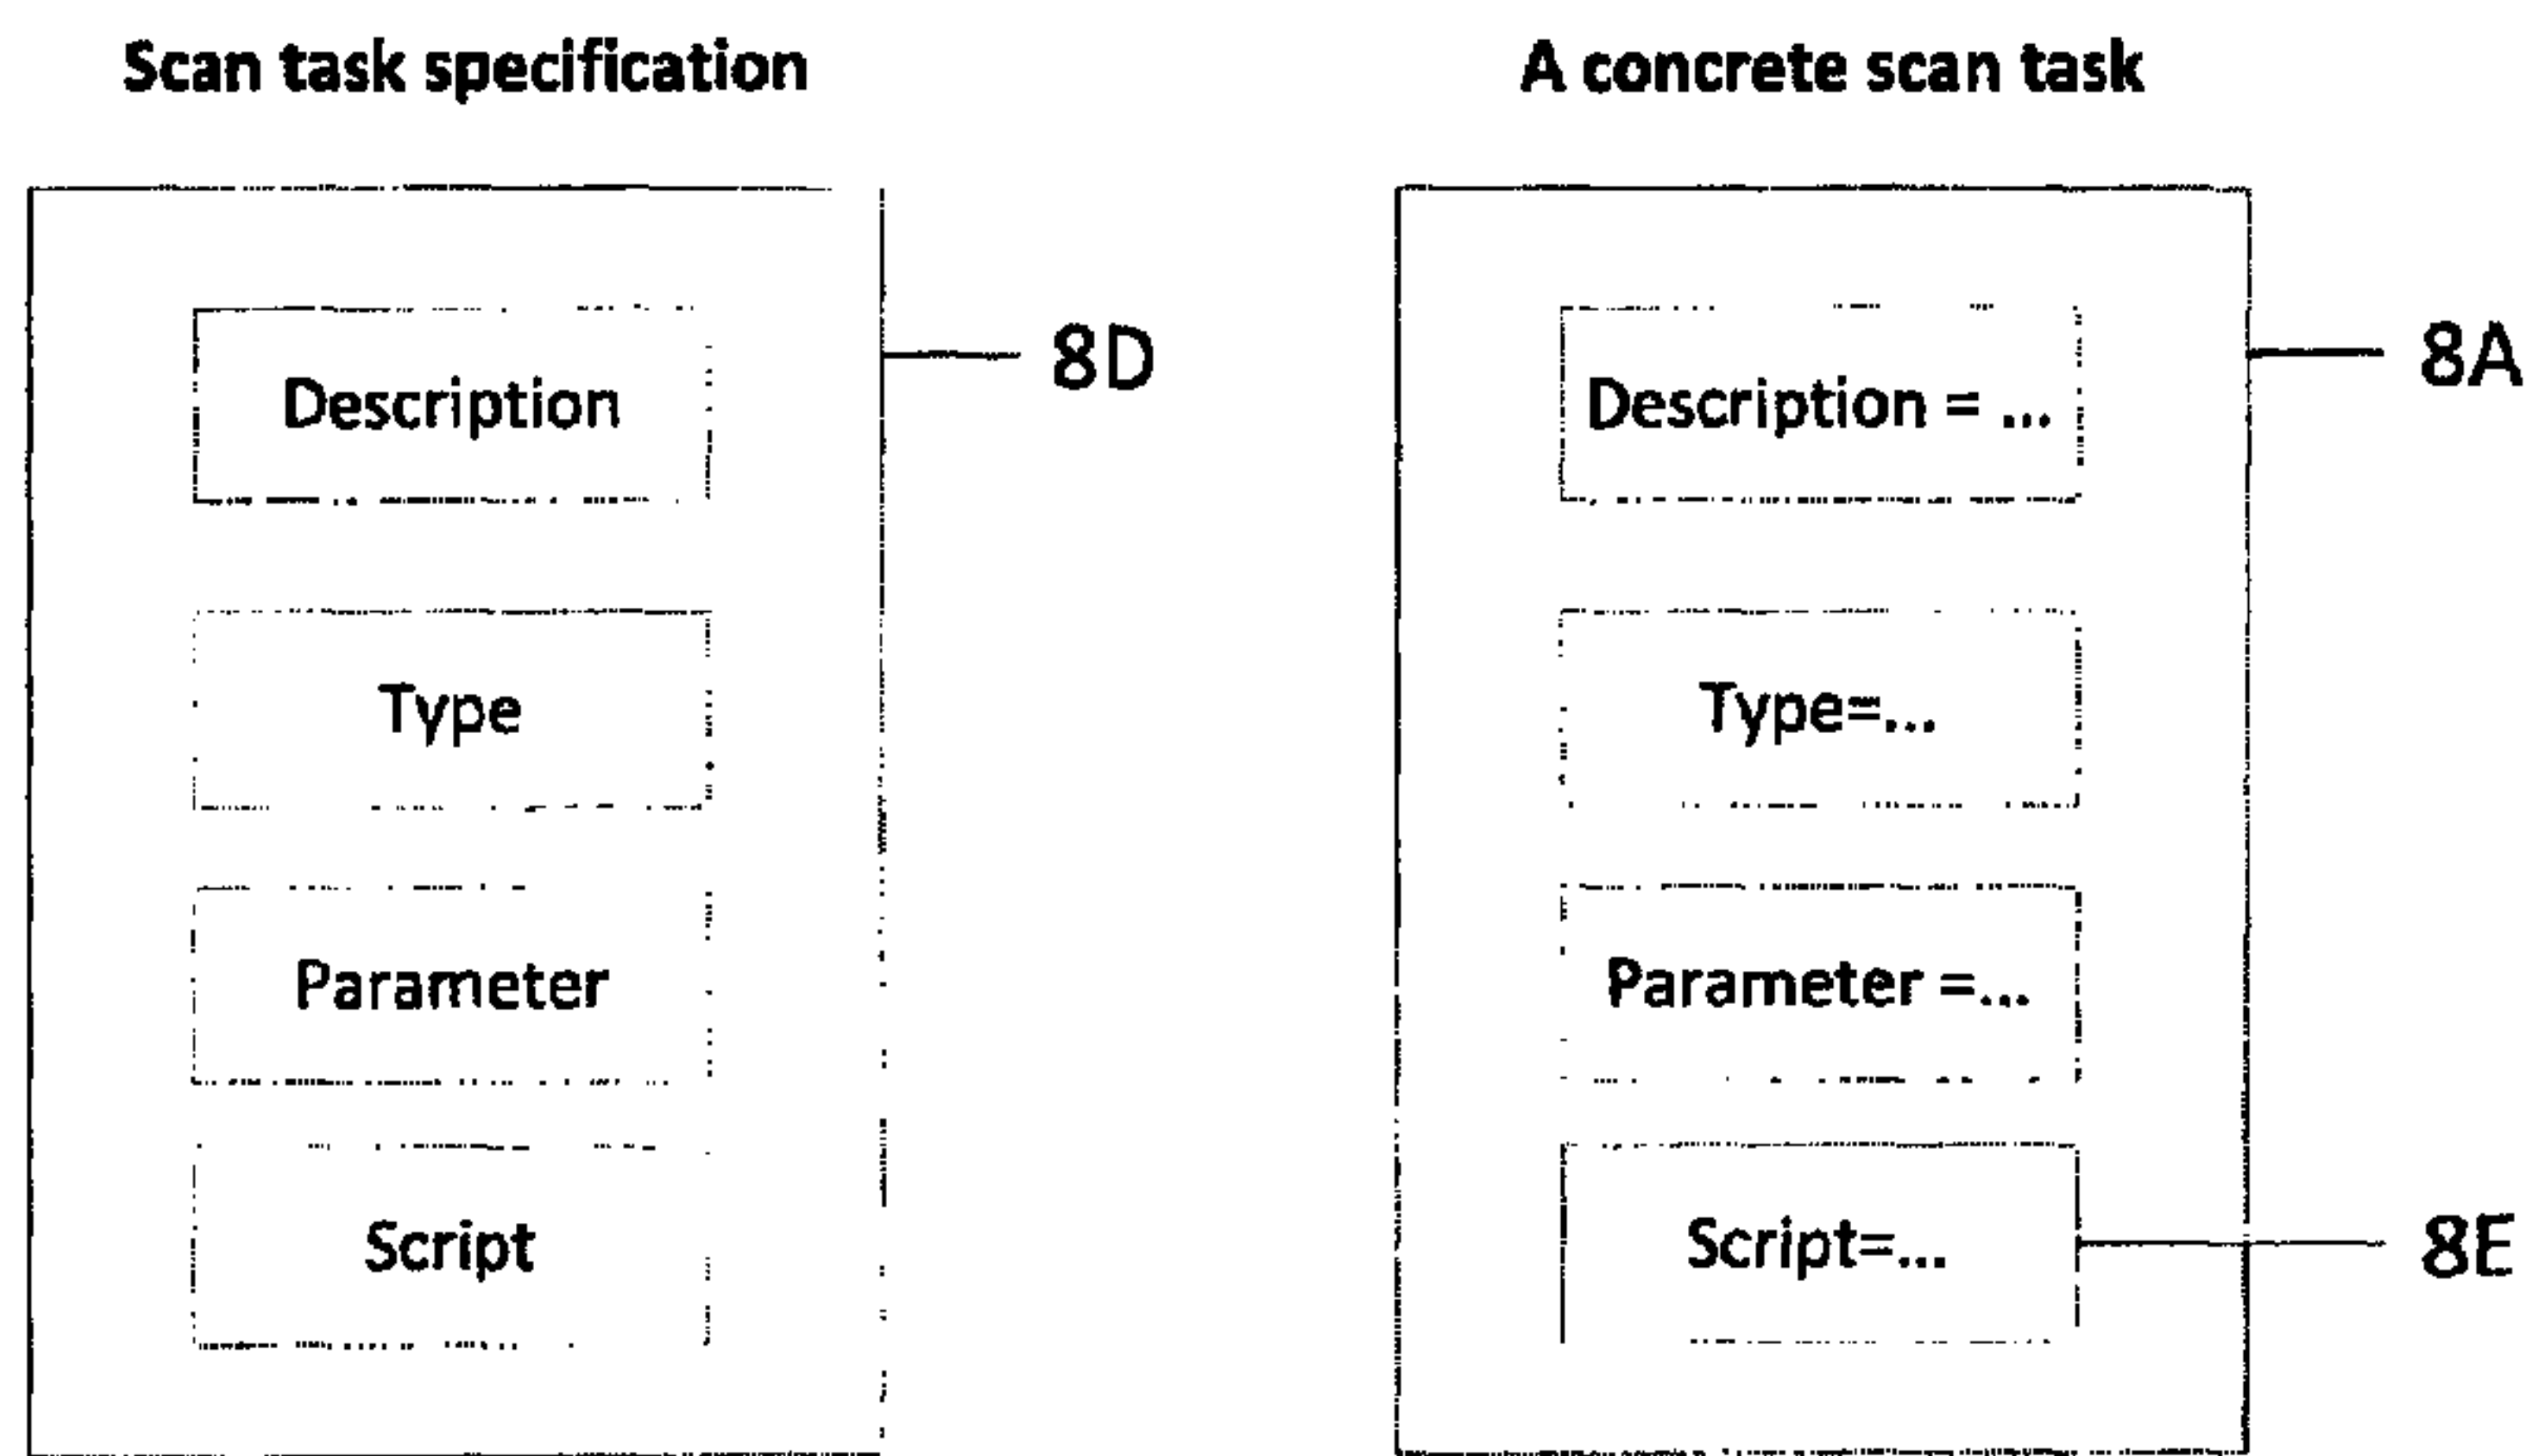 Scan task specification
Description
8D
Type
Parameter
Script
A concrete scan task
Description = ...
8A
Type=...
Parameter =...
Script=...
8E